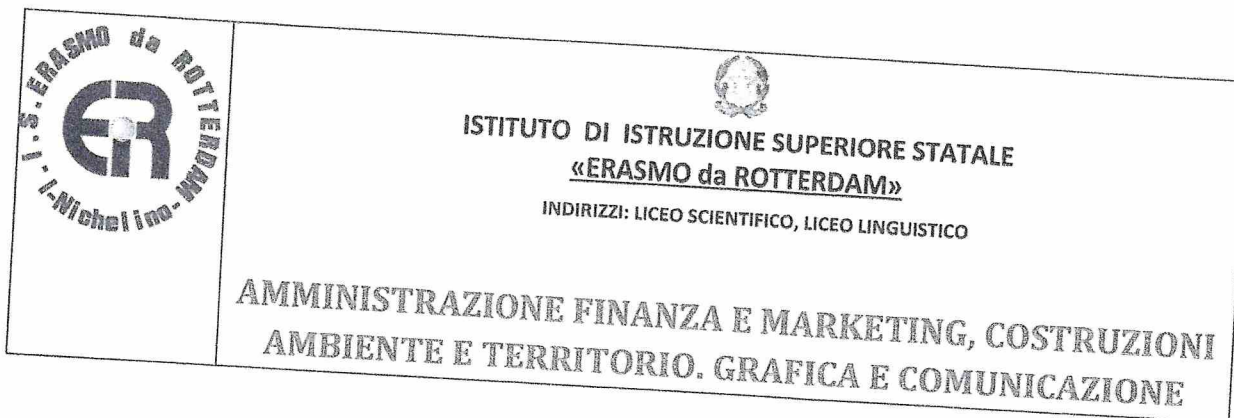 I.I.S. ERASMO da ROTTERDAM
Nichelino
ER
ISTITUTO DI ISTRUZIONE SUPERIORE STATALE
«ERASMO da ROTTERDAM»
INDIRIZZI: LICEO SCIENTIFICO, LICEO LINGUISTICO
AMMINISTRAZIONE FINANZA E MARKETING, COSTRUZIONI
AMBIENTE E TERRITORIO. GRAFICA E COMUNICAZIONE